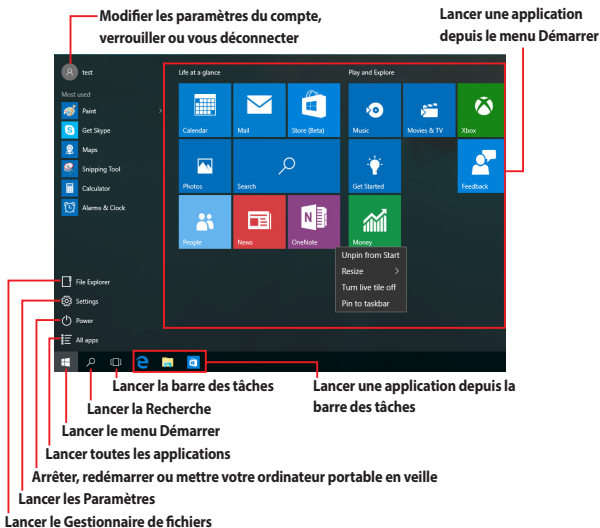 Modifier les paramètres du compte,
verrouiller ou vous déconnecter
Lancer une application
depuis le menu Démarrer
test
Most used
Paint
Get Skype
Maps
Snipping Tool
Calculator
Alarms & Clock
File Explorer
Settings
Power
All apps
Life at a glance
Calendar
Mail
Store (Beta)
Photos
Search
People
News
OneNote
Play and Explore
Music
Movies & TV
Xbox
Get Started
Feedback
Money
Unpin from Start
Resize
Turn live tile off
Pin to taskbar
Lancer la barre des tâches
Lancer une application depuis la
barre des tâches
Lancer la Recherche
Lancer le menu Démarrer
Lancer toutes les applications
Arrêter, redémarrer ou mettre votre ordinateur portable en veille
Lancer les Paramètres
Lancer le Gestionnaire de fichiers